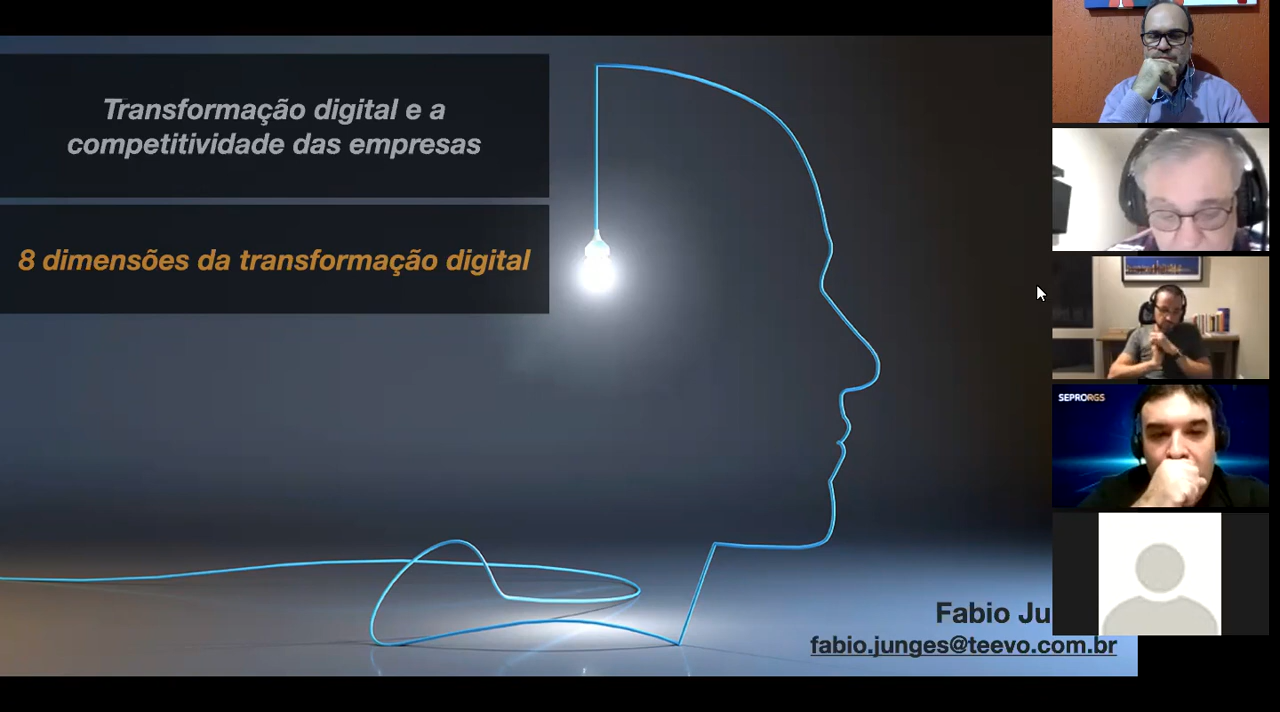 Transformação digital e a
competitividade das empresas
8 dimensões da transformação digital
SEPRORGS
Fabio Ju
fabio.junges@teevo.com.br